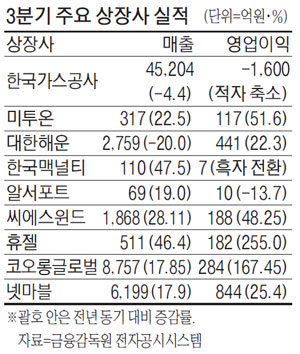 3분기 주요 상장사 실적 (단위=억원·%)
상장사 매출 영업이익
한국가스공사 45.204 (-4.4) -1.600 (적자 축소)
미투온 317 (22.5) 117 (51.6)
대한해운 2,759 (-20.0) 441 (22.3)
한국맥널티 110 (47.5) 7 (흑자 전환)
알서포트 69 (19.0) 10 (-13.7)
씨에스윈드 1.868 (28.11) 188 (48.25)
휴젤 511 (46.4) 182 (255.0)
코오롱글로벌 8.757 (17.85) 284 (167.45)
넷마블 6.199 (17.9) 844 (25.4)
※괄호 안은 전년 동기 대비 증감률.
자료=금융감독원 전자공시시스템